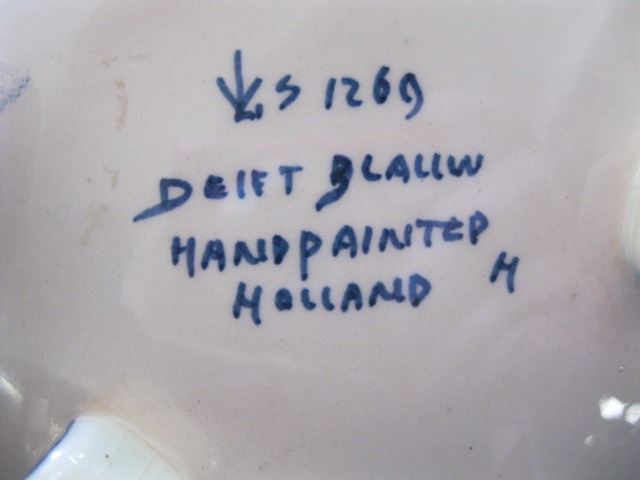 S 1269
DELFT BLAUW
HANDPAINTED
HOLLAND H